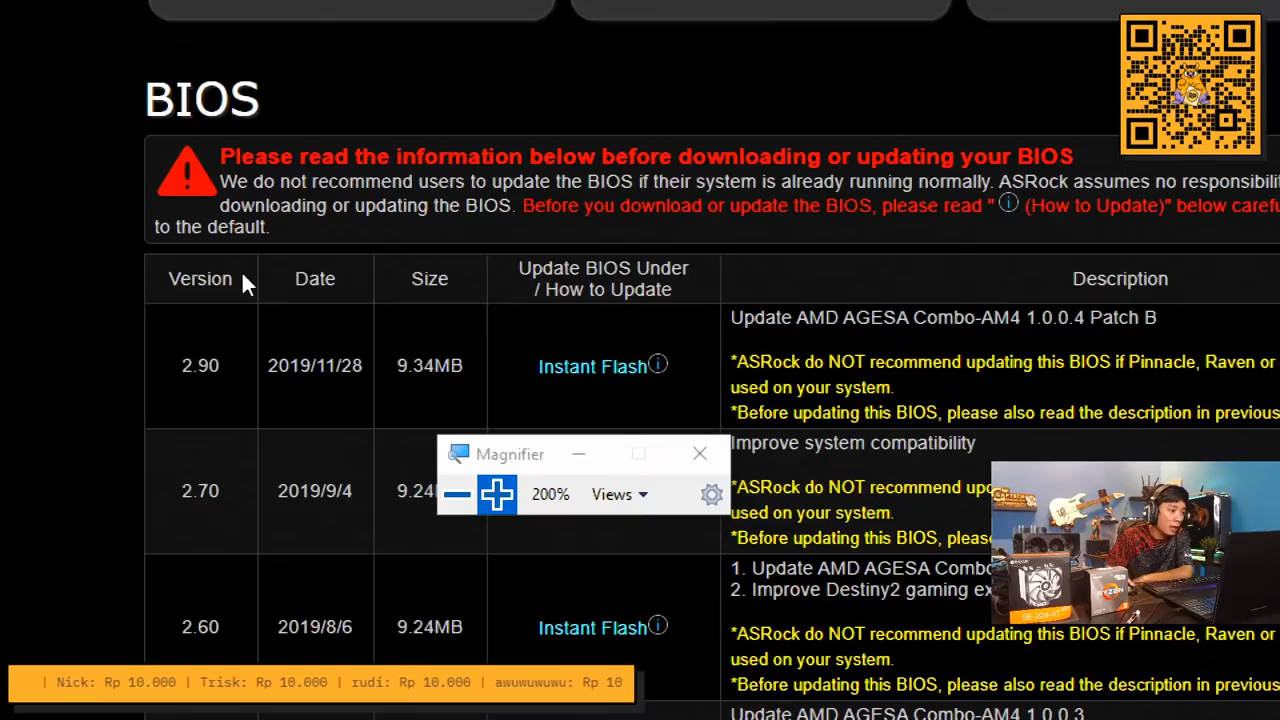 BIOS
Please read the information below before downloading or updating your BIOS
We do not recommend users to update the BIOS if their system is already running normally. ASRock assumes no
downloading or updating the BIOS. Before you download or update the BIOS, please read " (How to Update)" below
to the default.
Version Date Size Update BIOS Under / How to Update Description
2.90 2019/11/28 9.34MB Instant Flash
Update AMD AGESA Combo-AM4 1.0.0.4 Patch B
*ASRock do NOT recommend updating this BIOS if Pinnacle, Raven or
used on your system.
*Before updating this BIOS, please also read the description in previous
Magnifier
200% Views
2.70 2019/9/4 9.24
Improve system compatibility
*ASRock do NOT recommend
used on your system.
*Before updating this BIOS,
2.60 2019/8/6 9.24MB Instant Flash
1. Update AMD AGESA
2. Improve Destiny2 gaming
*ASRock do NOT recommend updating this BIOS if Pinnacle, Raven or
used on your system.
*Before updating this BIOS, please also read the description in previous
Update AMD AGESA Combo-AM4 1.0.0.3
GAPTECH
RYZEN
SE-224-XT
| Nick: Rp 10.000 | Trisk: Rp 10.000 | rudi: Rp 10.000 | awuwuwuwu: Rp 10